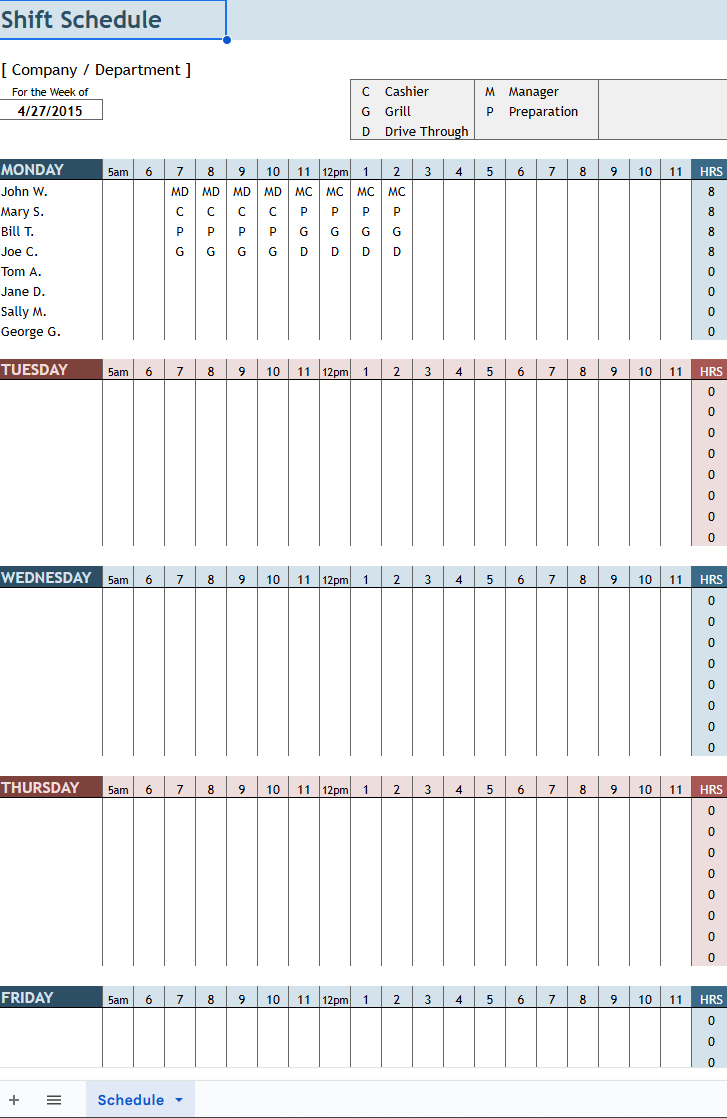 Shift Schedule
[ Company / Department ]
For the Week of
4/27/2015
C Cashier M Manager
G Grill P Preparation
D Drive Through
MONDAY 5am 6 7 8 9 10 11 12pm 1 2 3 4 5 6 7 8 9 10 11 HRS
John W. MD MD MD MD MC MC MC MC 8
Mary S. C C C C P P P P 8
Bill T. P P P P G G G G 8
Joe C. G G G G D D D D 8
Tom A. 0
Jane D. 0
Sally M. 0
George G. 0
TUESDAY 5am 6 7 8 9 10 11 12pm 1 2 3 4 5 6 7 8 9 10 11 HRS
0
0
0
0
0
0
0
0
WEDNESDAY 5am 6 7 8 9 10 11 12pm 1 2 3 4 5 6 7 8 9 10 11 HRS
0
0
0
0
0
0
0
0
THURSDAY 5am 6 7 8 9 10 11 12pm 1 2 3 4 5 6 7 8 9 10 11 HRS
0
0
0
0
0
0
0
0
FRIDAY 5am 6 7 8 9 10 11 12pm 1 2 3 4 5 6 7 8 9 10 11 HRS
0
0
0
Schedule